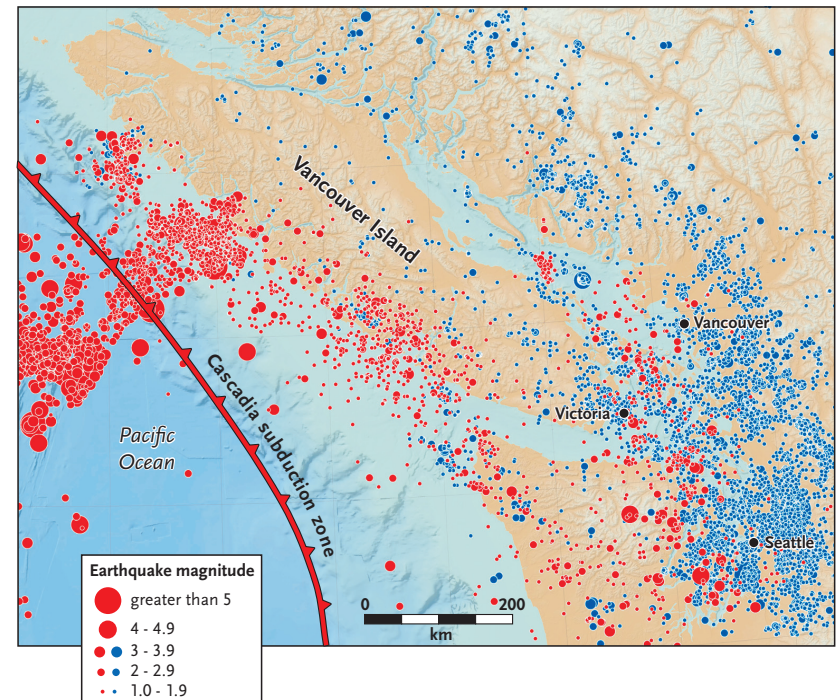 Vancouver Island
Vancouver
Cascadia subduction zone
Victoria
Pacific
Ocean
Seattle
Earthquake magnitude
greater than 5
4 - 4.9
3 - 3.9
2 - 2.9
1.0 - 1.9
0 200
km